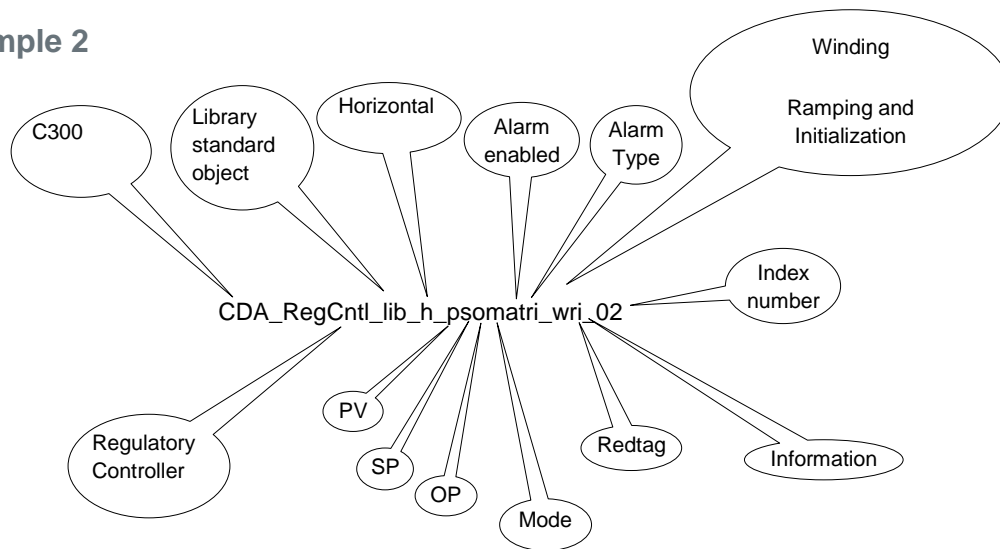 mple 2
C300
Library
standard
object
Horizontal
Alarm
enabled
Alarm
Type
Winding
Ramping and
Initialization
Index
number
CDA_RegCntl_lib_h_psomatri_wri_02
Regulatory
Controller
PV
SP
OP
Mode
Redtag
Information